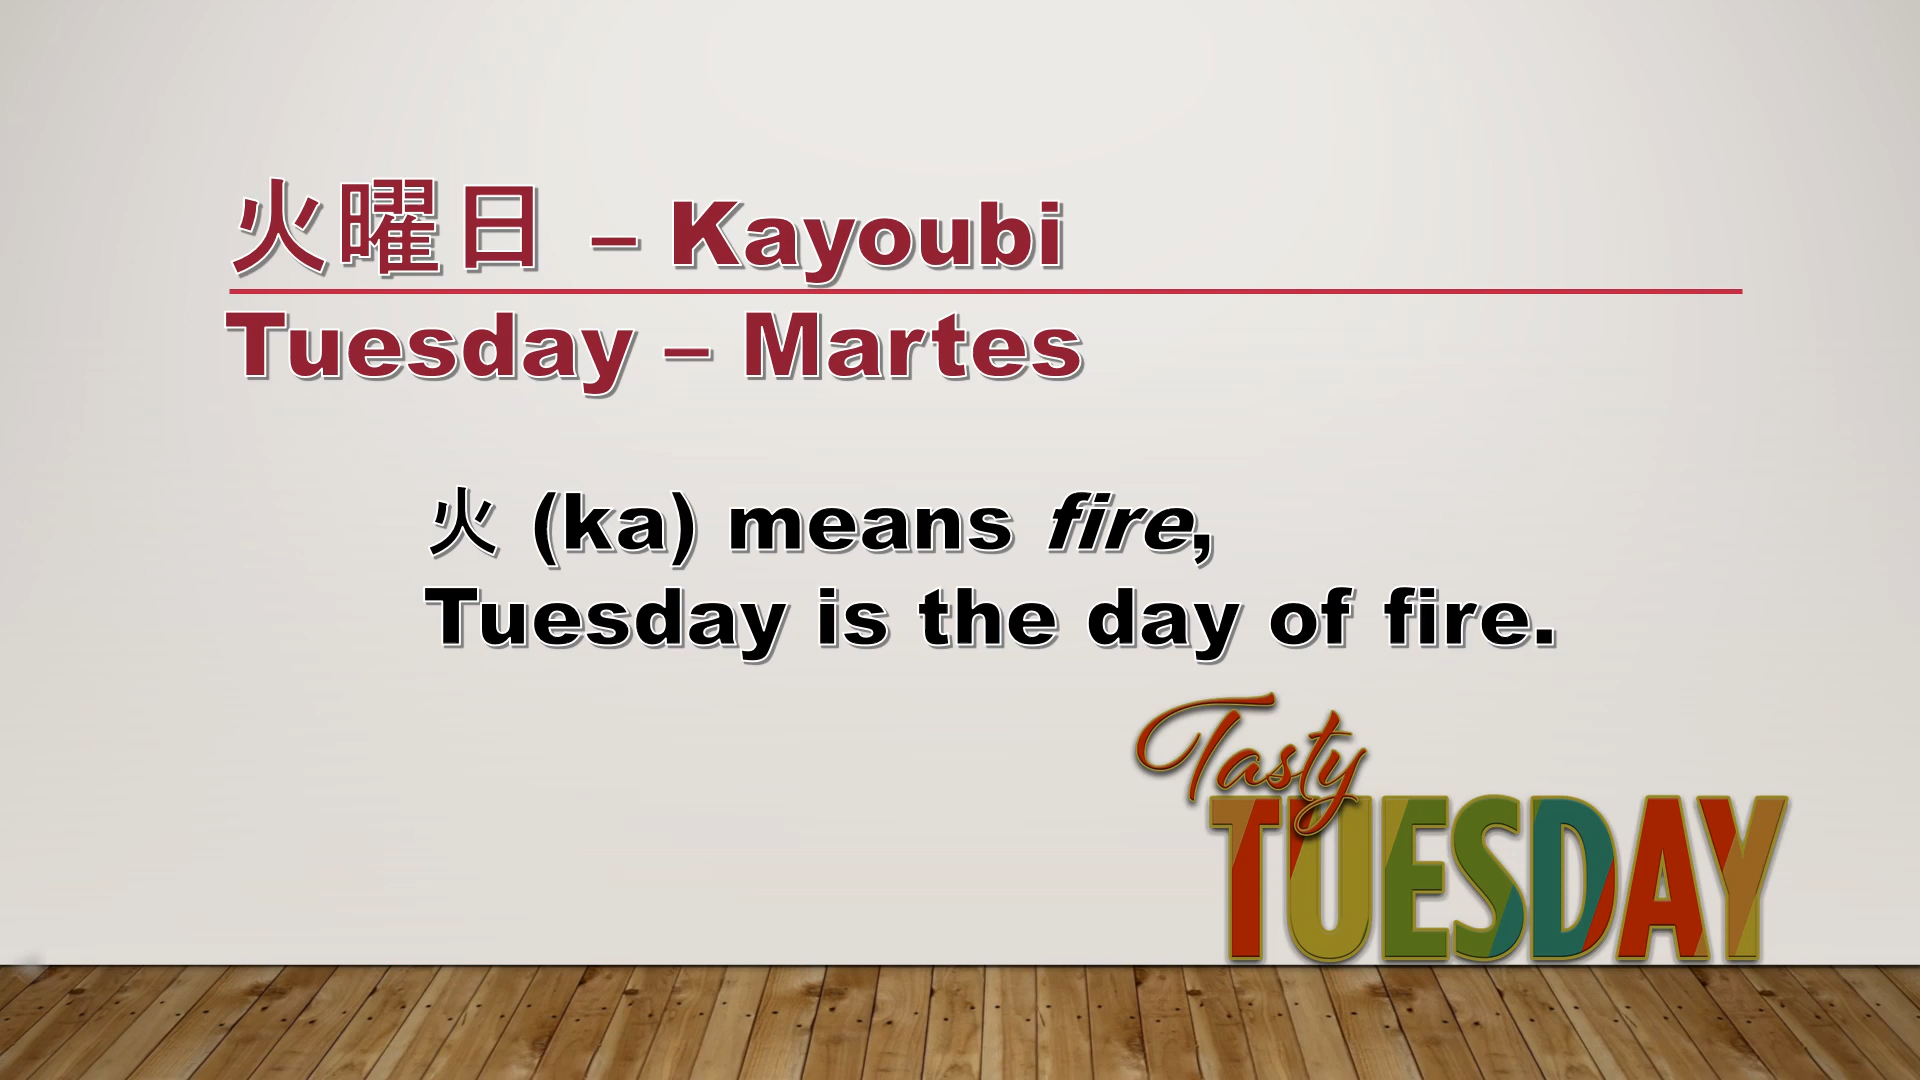 火曜日 – Kayoubi
Tuesday – Martes
火 (ka) means fire,
Tuesday is the day of fire.
Tasty
TUESDAY